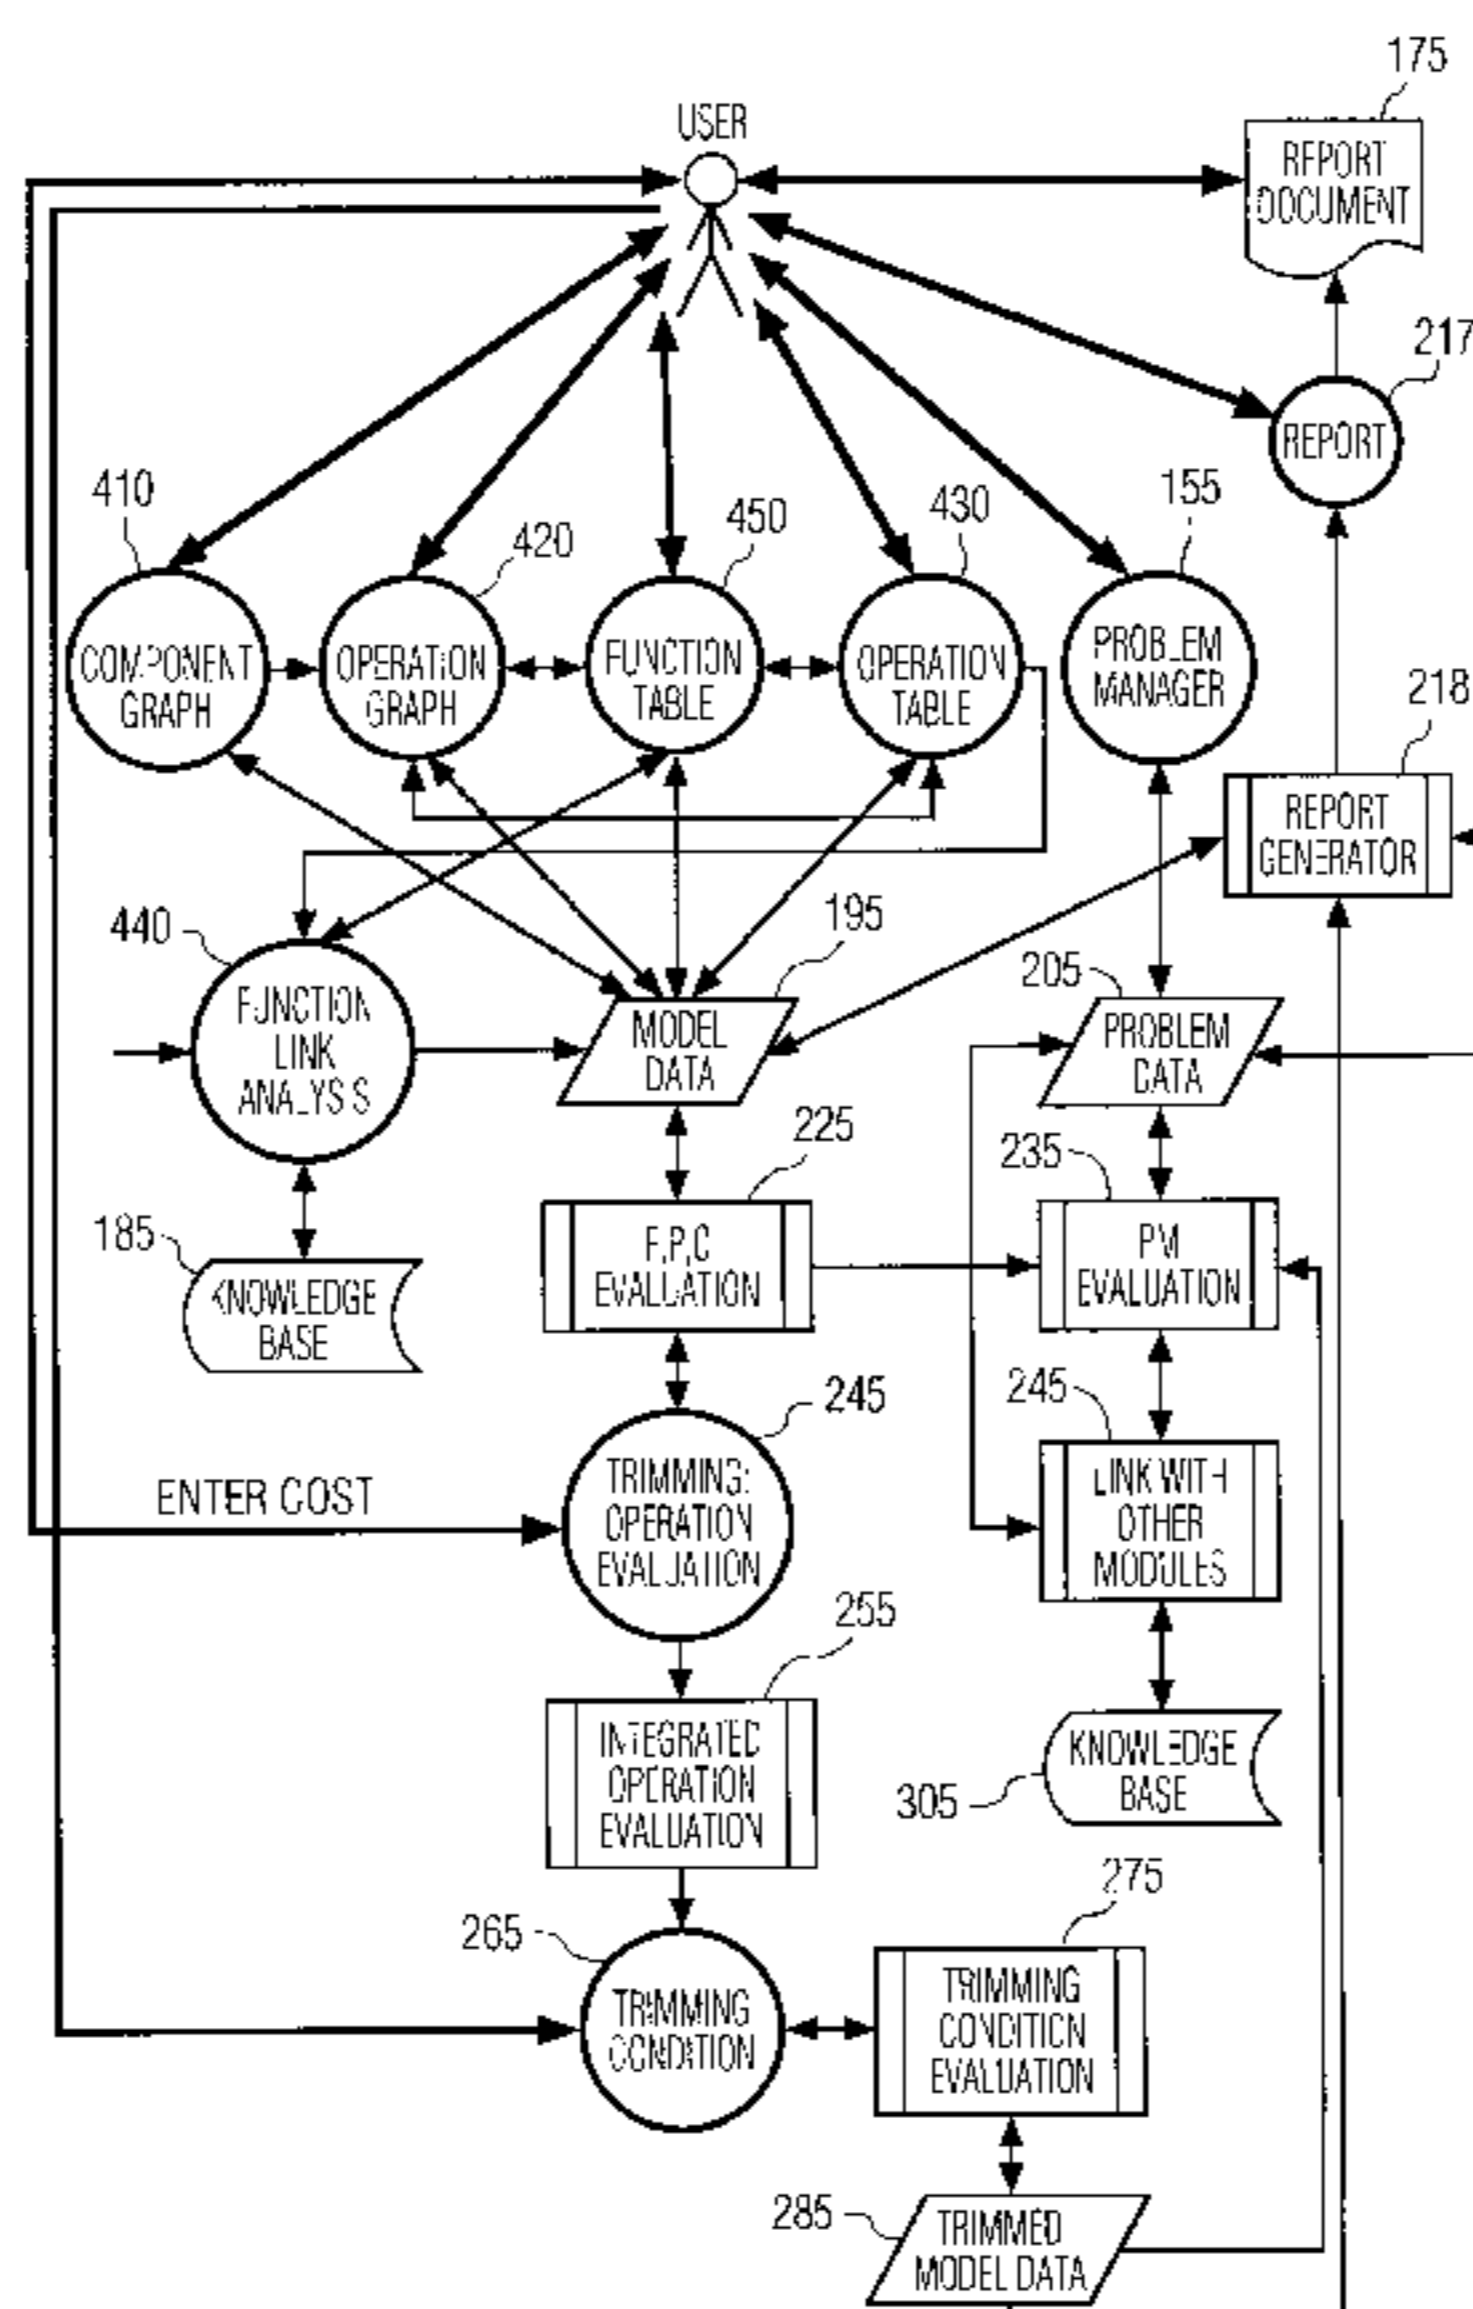 175
USER
REPORT
DOCUMENT
217
REPORT
410
420
450
430
155
COMPONENT
GRAPH
OPERATION
GRAPH
FUNCTION
TABLE
OPERATION
TABLE
PROBLEM
MANAGER
218
REPORT
GENERATOR
440
195
205
FUNCTION
LINK
ANALYSIS
MODEL
DATA
PROBLEM
DATA
225
235
185
F,P,C
EVALUATION
PM
EVALUATION
KNOWLEDGE
BASE
245
245
ENTER COST
TRIMMING:
OPERATION
EVALUATION
LINK WITH
OTHER
MODULES
255
INTEGRATED
OPERATION
EVALUATION
KNOWLEDGE
BASE
305
275
265
TRIMMING
CONDITION
TRIMMING
CONDITION
EVALUATION
285
TRIMMED
MODEL DATA